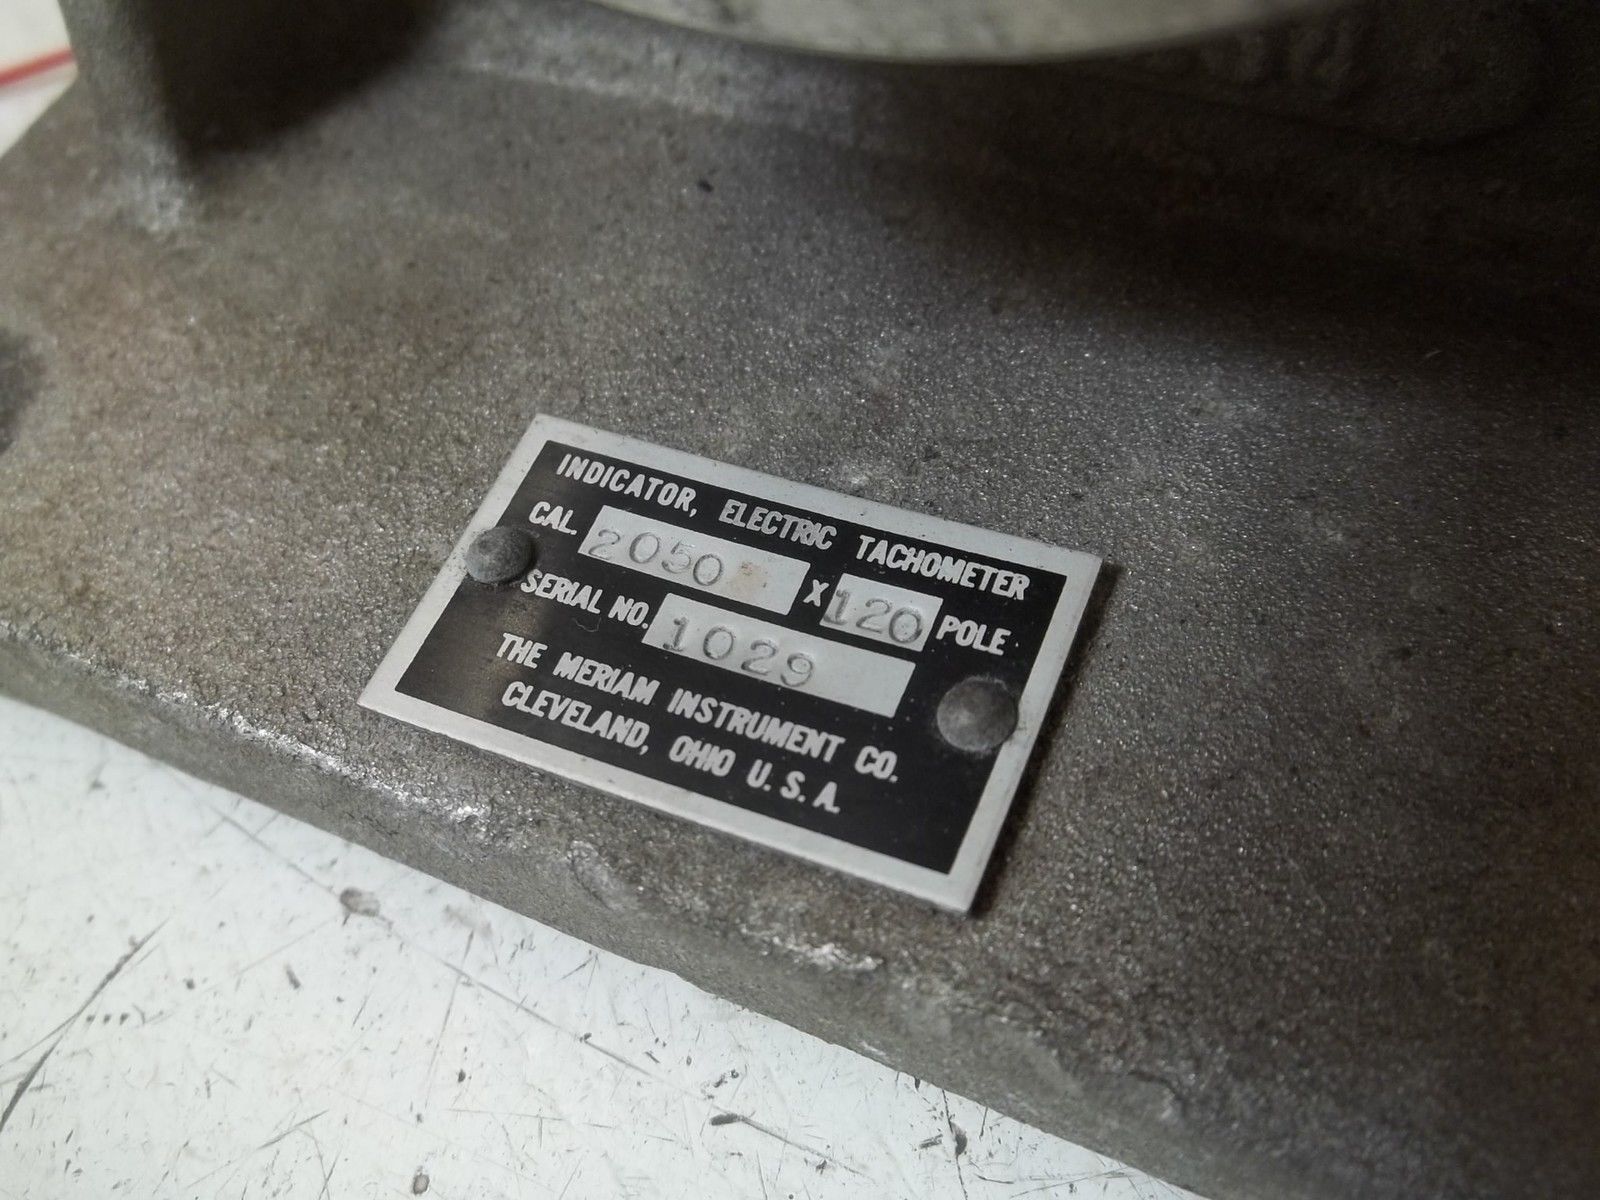 INDICATOR, ELECTRIC TACHOMETER
CAL. 2050 X 120 POLE
SERIAL NO. 1029
THE MERIAM INSTRUMENT CO.
CLEVELAND, OHIO U. S. A.